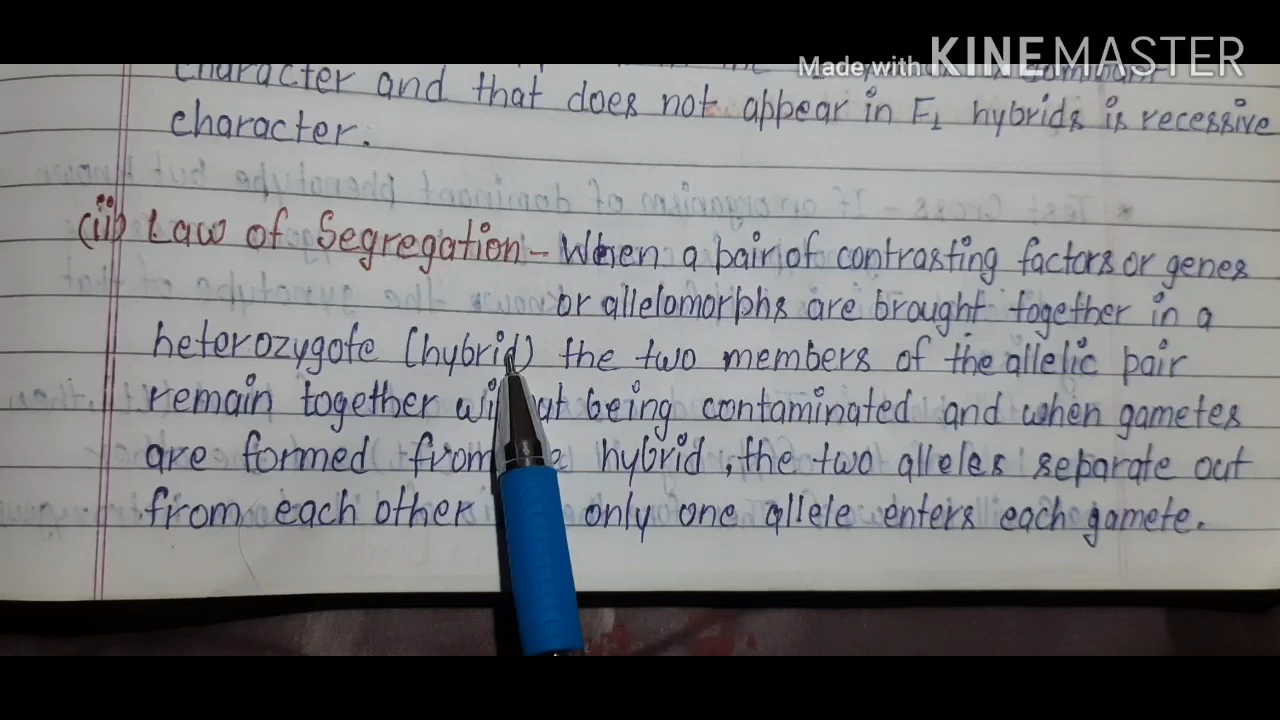 Made with KINEMASTER
character and that does not appear in F1 hybrids is recessive
character.
(ii) Law of Segregation - When a pair of contrasting factors or genes
or allelomorphs are brought together in a
heterozygote (hybrid) the two members of the allelic pair
remain together being contaminated and when gametes
are formed from hybrid, the two alleles separate out
from each other only one allele enters each gamete.